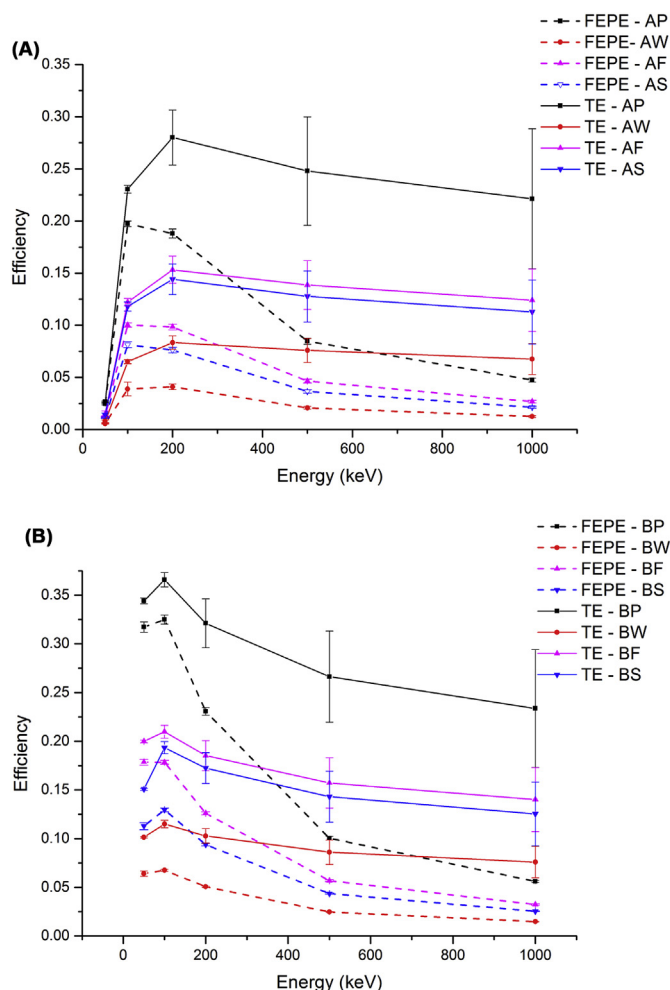 (A)
FEPE - AP
FEPE- AW
FEPE - AF
FEPE - AS
TE - AP
TE - AW
TE - AF
TE - AS
0.35
0.30
0.25
0.20
0.15
0.10
0.05
0.00
Efficiency
0 200 400 600 800 1000
Energy (keV)
(B)
FEPE - BP
FEPE - BW
FEPE - BF
FEPE - BS
TE - BP
TE - BW
TE - BF
TE - BS
0.35
0.30
0.25
0.20
0.15
0.10
0.05
0.00
Efficiency
0 200 400 600 800 1000
Energy (keV)